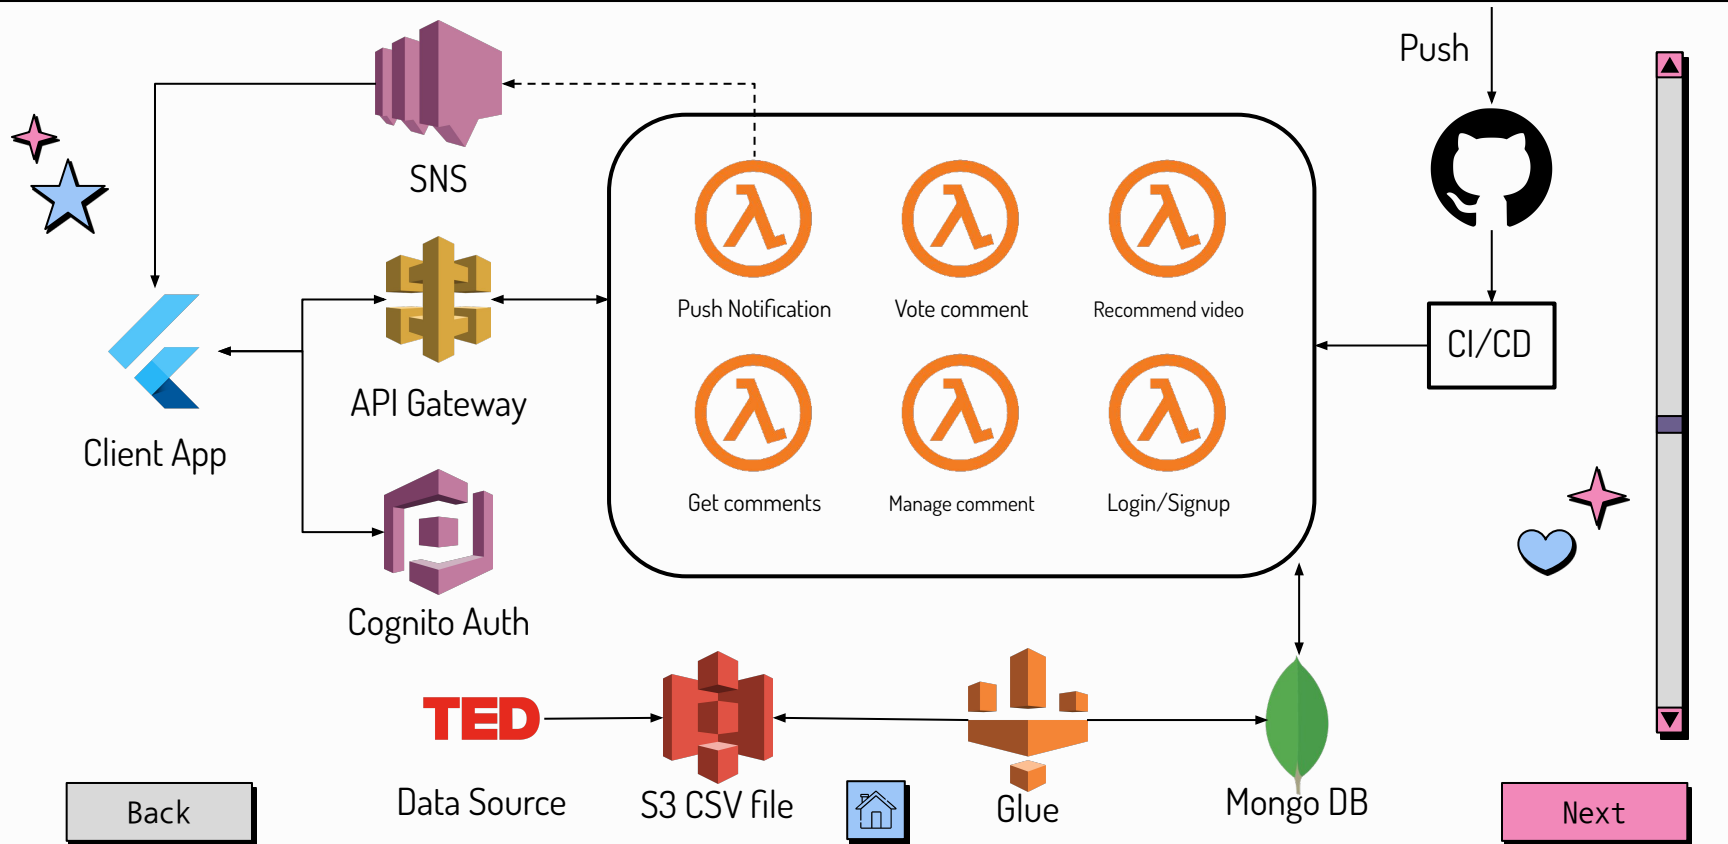 Push
SNS
Push Notification
Vote comment
Recommend video
CI/CD
API Gateway
Client App
Get comments
Manage comment
Login/Signup
Cognito Auth
TED
Data Source
S3 CSV file
Glue
Mongo DB
Back
Next